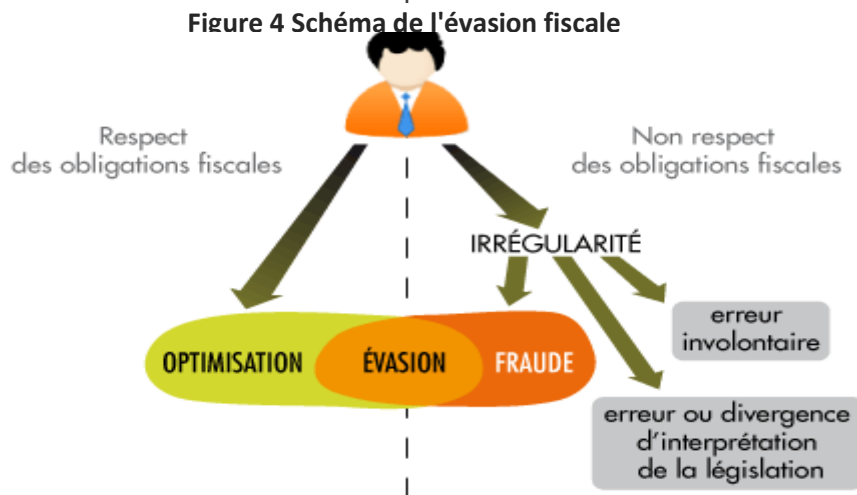 Figure 4 Schéma de l'évasion fiscale
Respect
des obligations fiscales
Non respect
des obligations fiscales
IRRÉGULARITÉ
OPTIMISATION
ÉVASION
FRAUDE
erreur
involontaire
erreur ou divergence
d'interprétation
de la législation